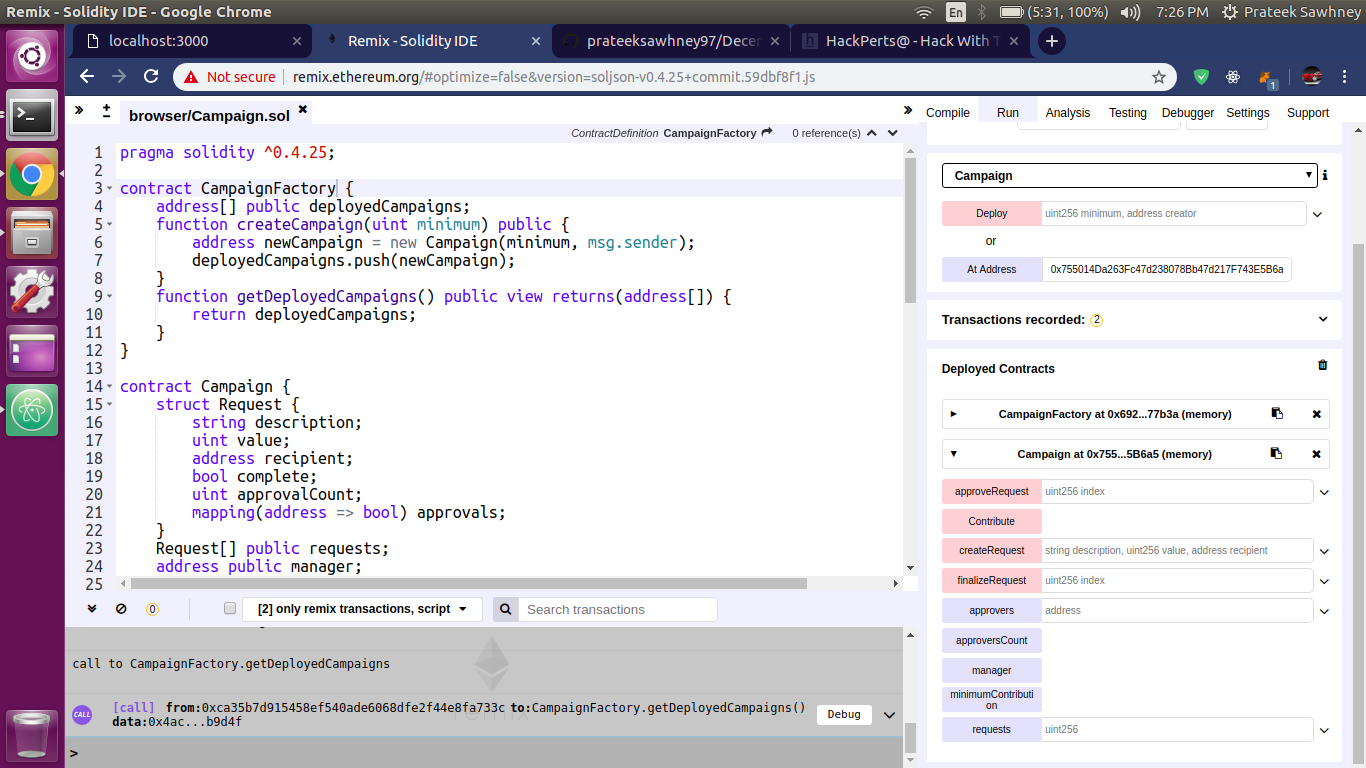 Remix - Solidity IDE - Google Chrome
En (5:31, 100%) 7:26 PM Prateek Sawhney
localhost:3000 Remix - Solidity IDE prateeksawhney97/Decer HackPerts@ - Hack With T
Not secure remix.ethereum.org/#optimize=false&version=soljson-v0.4.25+commit.59dbf8f1.js 1
browser/Campaign.sol
Compile Run Analysis Testing Debugger Settings Support
ContractDefinition CampaignFactory 0 reference(s)
1 pragma solidity ^0.4.25;
2
3 contract CampaignFactory {
4 address[] public deployedCampaigns;
5 function createCampaign(uint minimum) public {
6 address newCampaign = new Campaign(minimum, msg.sender);
7 deployedCampaigns.push(newCampaign);
8 }
9 function getDeployedCampaigns() public view returns(address[]) {
10 return deployedCampaigns;
11 }
12 }
13
14 contract Campaign {
15 struct Request {
16 string description;
17 uint value;
18 address recipient;
19 bool complete;
20 uint approvalCount;
21 mapping(address => bool) approvals;
22 }
23 Request[] public requests;
24 address public manager;
25
0 [2] only remix transactions, script Search transactions
call to CampaignFactory.getDeployedCampaigns
CALL [call] from:0xca35b7d915458ef540ade6068dfe2f44e8fa733c to:CampaignFactory.getDeployedCampaigns()
data:0x4ac...b9d4f Debug
>
Campaign
Deploy uint256 minimum, address creator
or
At Address 0x755014Da263Fc47d238078Bb47d217F743E5B6a
Transactions recorded: 2
Deployed Contracts
CampaignFactory at 0x692...77b3a (memory)
Campaign at 0x755...5B6a5 (memory)
approveRequest uint256 index
Contribute
createRequest string description, uint256 value, address recipient
finalizeRequest uint256 index
approvers address
approversCount
manager
minimumContributi
on
requests uint256